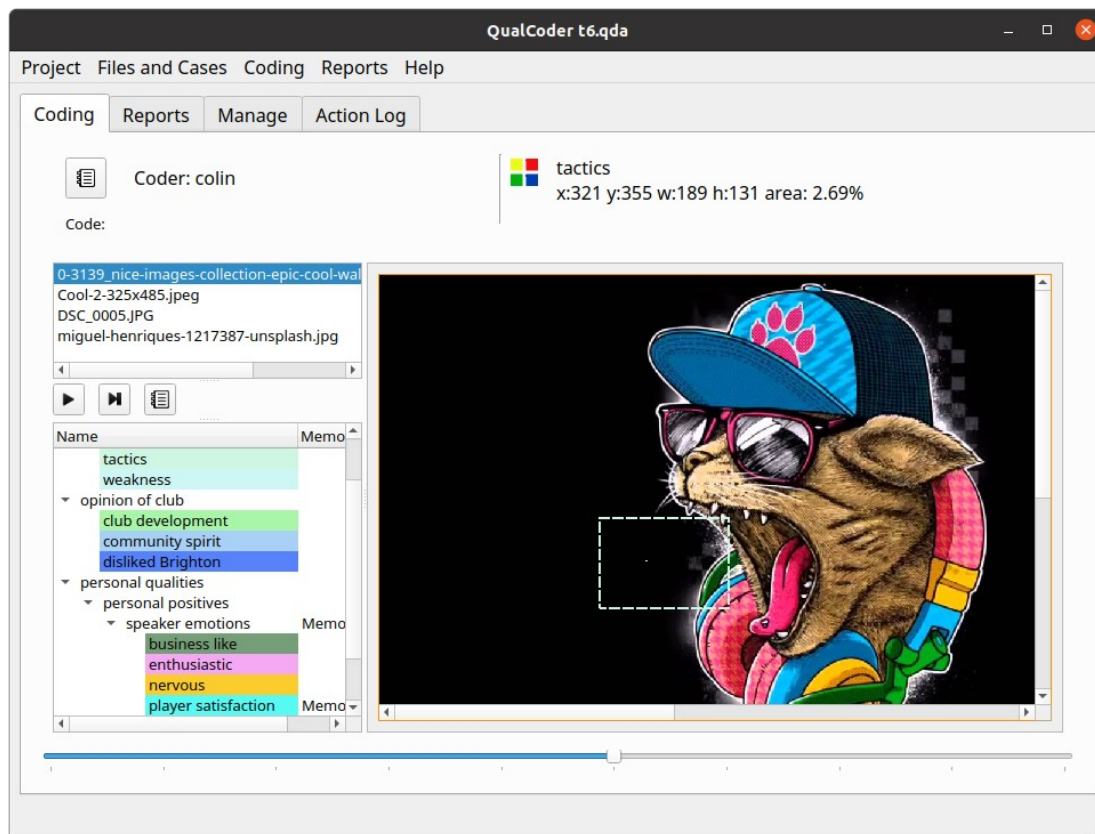 QualCoder t6.qda
Project Files and Cases Coding Reports Help
Coding Reports Manage Action Log
Coder: colin
tactics
x:321 y:355 w:189 h:131 area: 2.69%
Code:
0-3139_nice-images-collection-epic-cool-wal
Cool-2-325x485.jpeg
DSC_0005.JPG
miguel-henriques-1217387-unsplash.jpg
Name Memo
tactics
weakness
opinion of club
club development
community spirit
disliked Brighton
personal qualities
personal positives
speaker emotions Memo
business like
enthusiastic
nervous
player satisfaction Memo